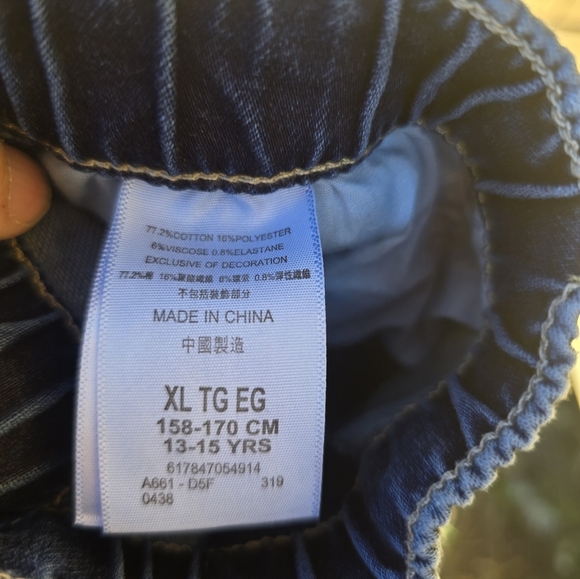 77.2%COTTON 16%POLYESTER
6%VISCOSE 0.8%ELASTANE
EXCLUSIVE OF DECORATION
77.2%棉 16%聚酯纖維 6%嫘縈 0.8%彈性纖維
不包括裝飾部分
MADE IN CHINA
中國製造
XL TG EG
158-170 CM
13-15 YRS
617847054914
A661 - D5F 319
0438